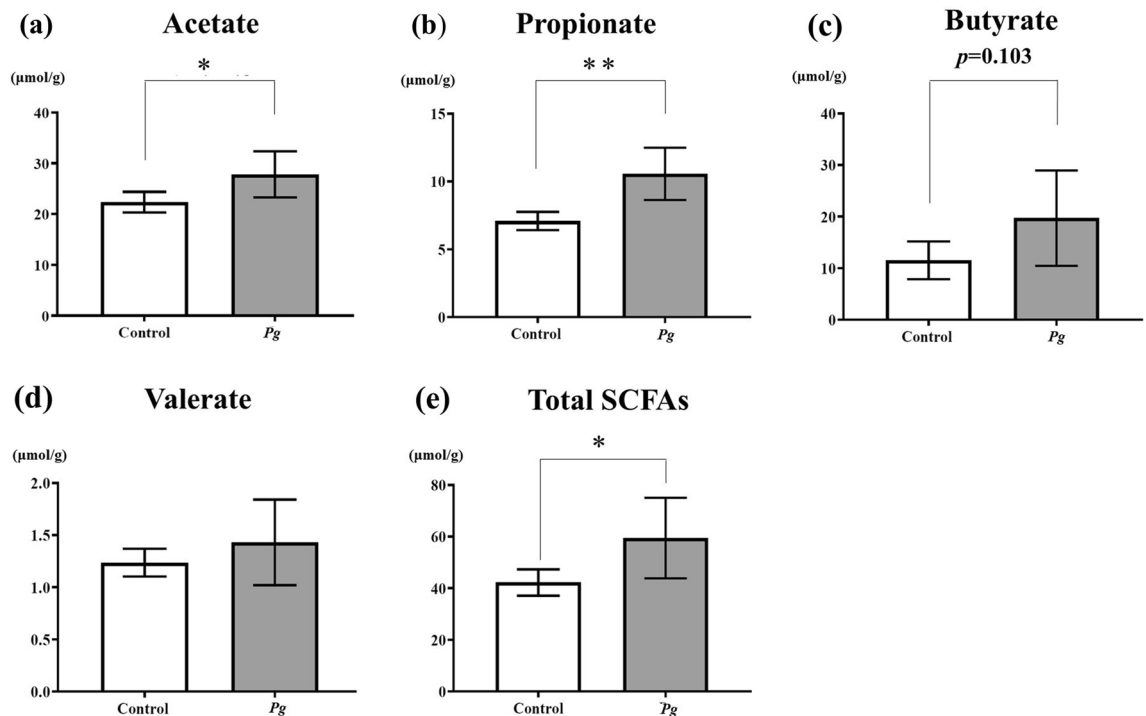 (a) Acetate
*
(μmol/g)
40
30
20
10
0
Control Pg
(b) Propionate
**
(μmol/g)
15
10
5
0
Control Pg
(c) Butyrate
p=0.103
(μmol/g)
40
30
20
10
0
Control Pg
(d) Valerate
(μmol/g)
2.0
1.5
1.0
0.5
0.0
Control Pg
(e) Total SCFAs
*
(μmol/g)
80
60
40
20
0
Control Pg